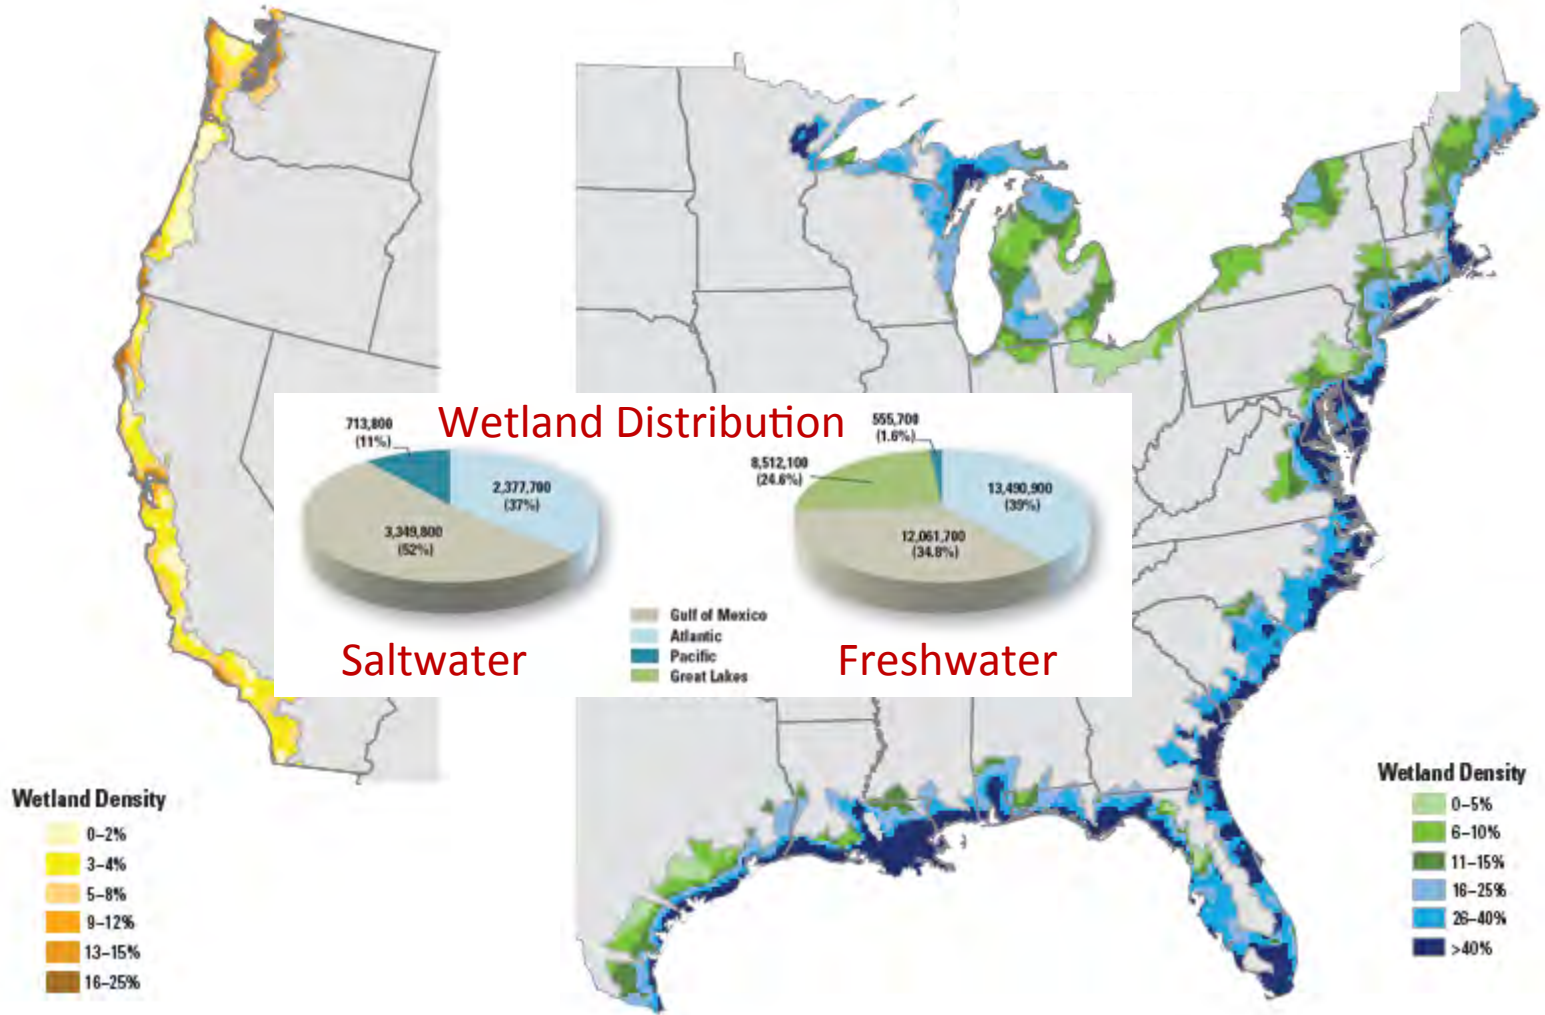 Wetland Distribution
713,800
(11%)
2,377,700
(37%)
3,349,800
(52%)
Saltwater
555,700
(1.6%)
8,512,100
(24.6%)
13,490,900
(39%)
12,061,700
(34.8%)
Freshwater
Gulf of Mexico
Atlantic
Pacific
Great Lakes
Wetland Density
0–2%
3–4%
5–8%
9–12%
13–15%
16–25%
Wetland Density
0–5%
6–10%
11–15%
16–25%
26–40%
>40%